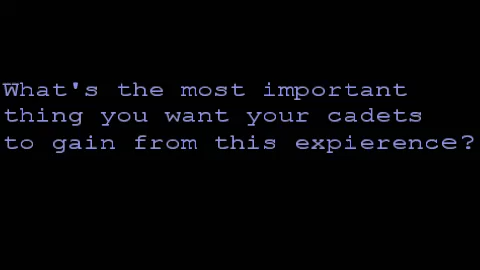 What's the most important
thing you want your cadets
to gain from this expierence?